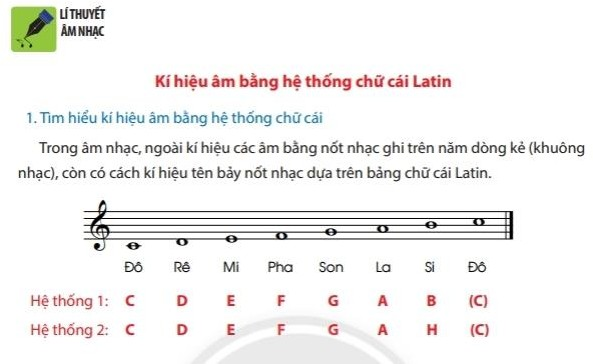 LÍ THUYẾT
ÂM NHẠC
Kí hiệu âm bằng hệ thống chữ cái Latin
1. Tìm hiểu kí hiệu âm bằng hệ thống chữ cái
Trong âm nhạc, ngoài kí hiệu các âm bằng nốt nhạc ghi trên năm dòng kẻ (khuông
nhạc), còn có cách kí hiệu tên bảy nốt nhạc dựa trên bảng chữ cái Latin.
Đô Rê Mi Pha Son La Si Đô
Hệ thống 1: C D E F G A B (C)
Hệ thống 2: C D E F G A H (C)